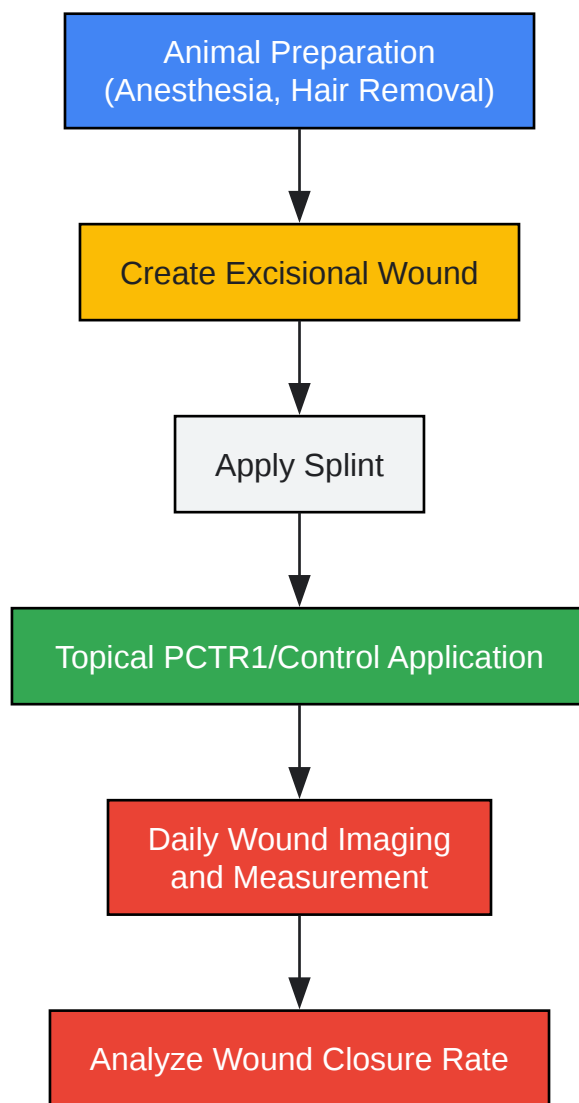 Animal Preparation
(Anesthesia, Hair Removal)
Create Excisional Wound
Apply Splint
Topical PCTR1/Control Application
Daily Wound Imaging
and Measurement
Analyze Wound Closure Rate